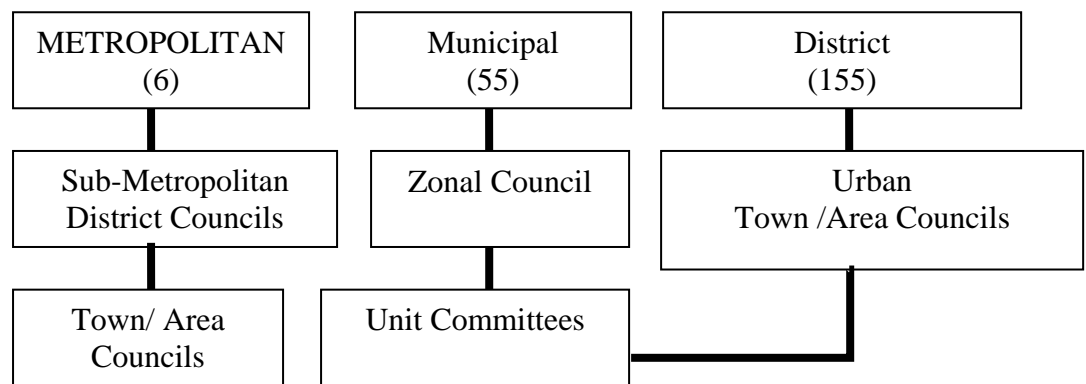 METROPOLITAN
(6)
Municipal
(55)
District
(155)
Sub-Metropolitan
District Councils
Zonal Council
Urban
Town /Area Councils
Town/ Area
Councils
Unit Committees